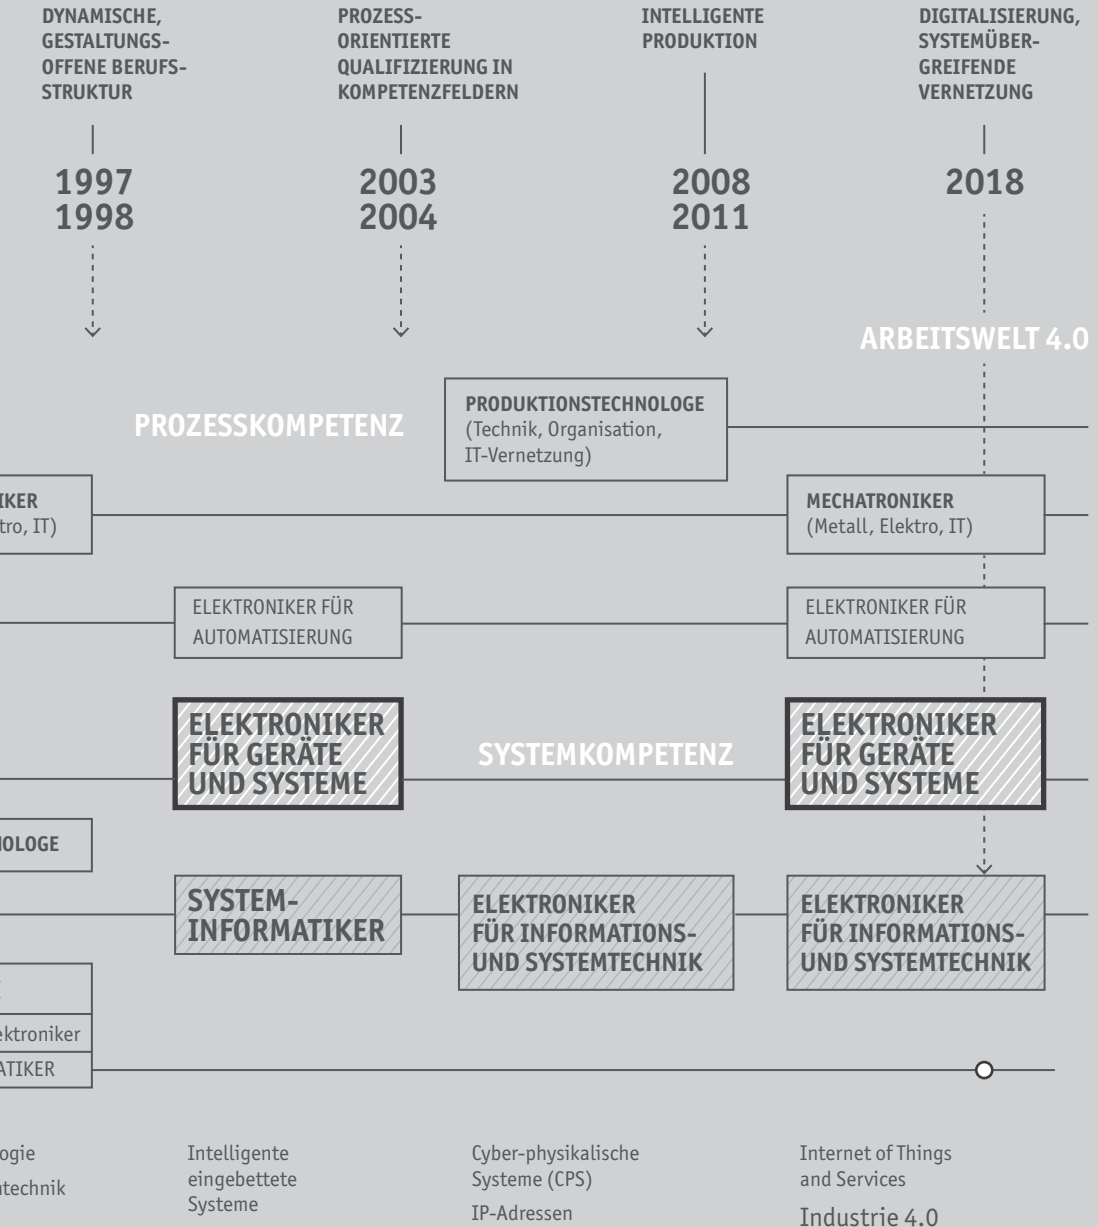 DYNAMISCHE,
GESTALTUNGS-
OFFENE BERUFS-
STRUKTUR
PROZESS-
ORIENTIERTE
QUALIFIZIERUNG IN
KOMPETENZFELDERN
INTELLIGENTE
PRODUKTION
DIGITALISIERUNG,
SYSTEMÜBER-
GREIFENDE
VERNETZUNG
1997
1998
2003
2004
2008
2011
2018
ARBEITSWELT 4.0
PROZESSKOMPETENZ
PRODUKTIONSTECHNOLOGE
(Technik, Organisation,
IT-Vernetzung)
IKER
tro, IT)
MECHATRONIKER
(Metall, Elektro, IT)
ELEKTRONIKER FÜR
AUTOMATISIERUNG
ELEKTRONIKER FÜR
AUTOMATISIERUNG
ELEKTRONIKER
FÜR GERÄTE
UND SYSTEME
SYSTEMKOMPETENZ
ELEKTRONIKER
FÜR GERÄTE
UND SYSTEME
OLOGE
SYSTEM-
INFORMATIKER
ELEKTRONIKER
FÜR INFORMATIONS-
UND SYSTEMTECHNIK
ELEKTRONIKER
FÜR INFORMATIONS-
UND SYSTEMTECHNIK
ektroniker
ATIKER
ogie
technik
Intelligente
eingebettete
Systeme
Cyber-physikalische
Systeme (CPS)
IP-Adressen
Internet of Things
and Services
Industrie 4.0